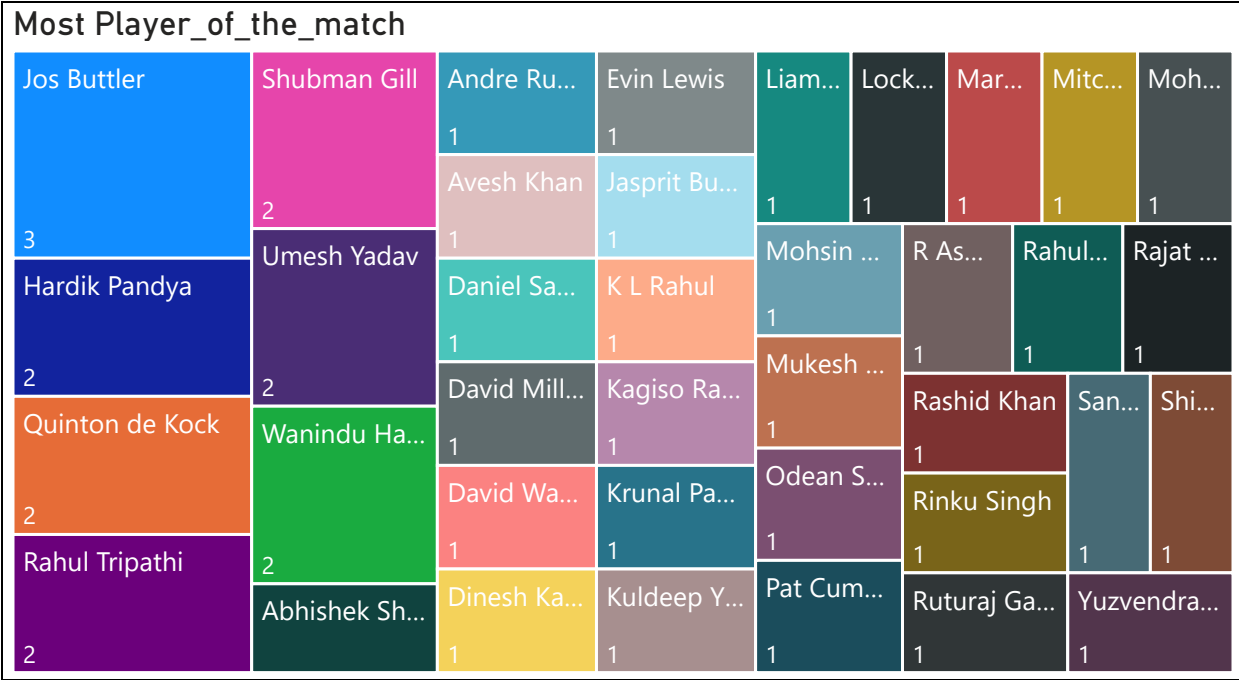 Most Player_of_the_match
Jos Buttler
3
Hardik Pandya
2
Quinton de Kock
2
Rahul Tripathi
2
Shubman Gill
2
Umesh Yadav
2
Wanindu Ha...
2
Abhishek Sh...
Andre Ru...
1
Avesh Khan
1
Daniel Sa...
1
David Mill...
1
David Wa...
1
Dinesh Ka...
1
Evin Lewis
1
Jasprit Bu...
1
K L Rahul
1
Kagiso Ra...
1
Krunal Pa...
1
Kuldeep Y...
1
Liam...
1
Lock...
1
Mar...
1
Mitc...
1
Moh...
1
Mohsin ...
1
Mukesh ...
1
Odean S...
1
Pat Cum...
1
R As...
1
Rahul...
1
Rajat ...
1
Rashid Khan
1
Rinku Singh
1
San...
1
Shi...
1
Ruturaj Ga...
1
Yuzvendra...
1